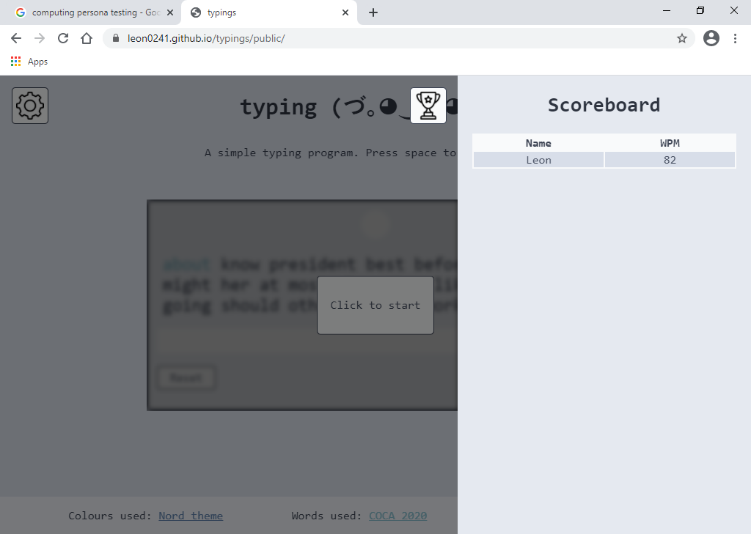 computing persona testing - Goo
typings
leon0241.github.io/typings/public/
Apps
typing (づ｡◕‿
A simple typing program. Press space to
about know president best befo
might her at mos
going should oth
Click to start
Reset
Colours used: Nord theme
Words used: COCA 2020
Scoreboard
Name WPM
Leon 82